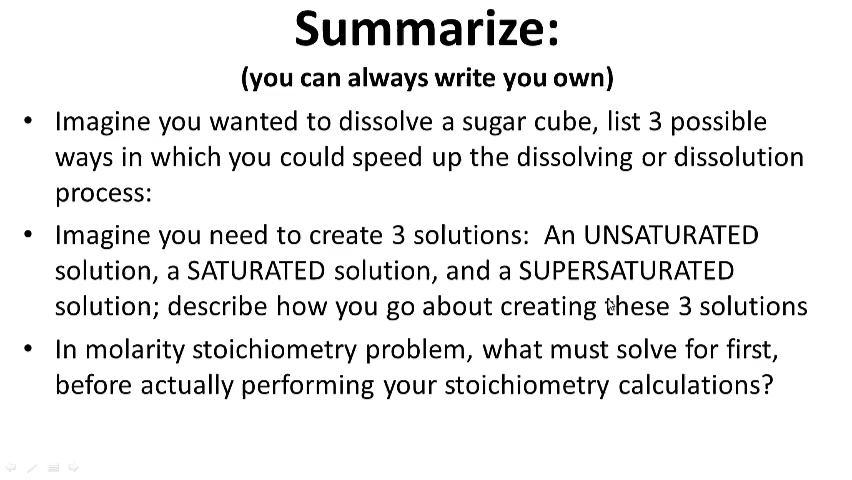 Summarize:
(you can always write you own)
• Imagine you wanted to dissolve a sugar cube, list 3 possible
ways in which you could speed up the dissolving or dissolution
process:
• Imagine you need to create 3 solutions:  An UNSATURATED
solution, a SATURATED solution, and a SUPERSATURATED
solution; describe how you go about creating these 3 solutions
• In molarity stoichiometry problem, what must solve for first,
before actually performing your stoichiometry calculations?